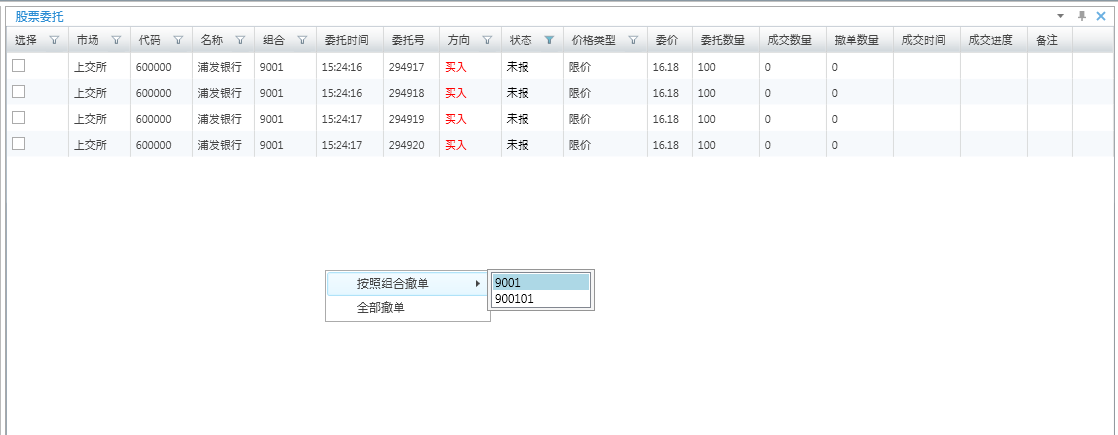 股票委托
选择 市场 代码 名称 组合 委托时间 委托号 方向 状态 价格类型 委价 委托数量 成交数量 撤单数量 成交时间 成交进度 备注
上交所 600000 浦发银行 9001 15:24:16 294917 买入 未报 限价 16.18 100 0 0
上交所 600000 浦发银行 9001 15:24:16 294918 买入 未报 限价 16.18 100 0 0
上交所 600000 浦发银行 9001 15:24:17 294919 买入 未报 限价 16.18 100 0 0
上交所 600000 浦发银行 9001 15:24:17 294920 买入 未报 限价 16.18 100 0 0
按照组合撤单 9001
900101
全部撤单